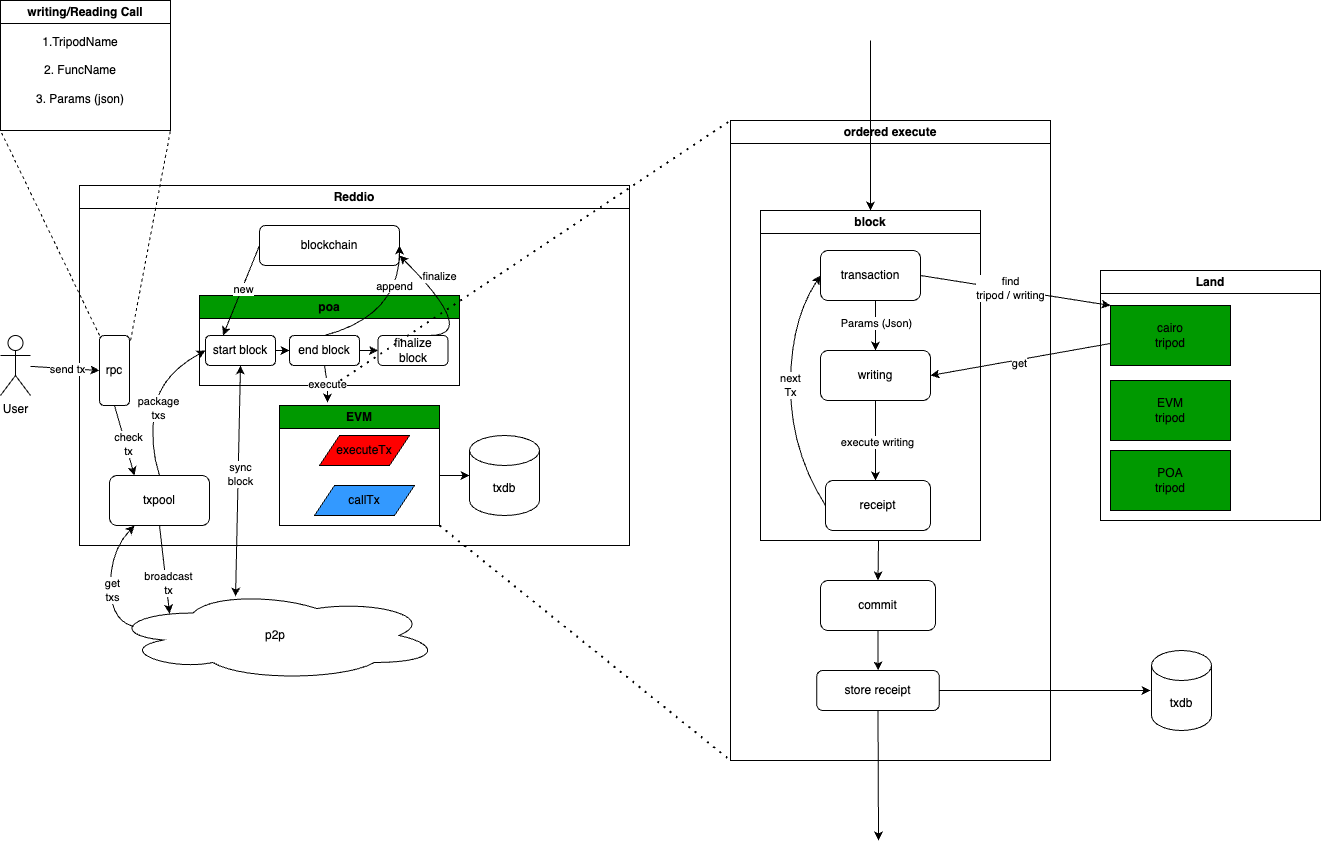 writing/Reading Call
1.TripodName
2. FuncName
3. Params (json)
Reddio
blockchain
new
append
finalize
poa
start block
end block
finalize
block
execute
User
send tx
rpc
check
tx
package
txs
txpool
sync
block
EVM
executeTx
callTx
txdb
get
txs
broadcast
tx
p2p
ordered execute
block
transaction
find
tripod / writing
Params (Json)
writing
get
next
Tx
execute writing
receipt
commit
store receipt
txdb
Land
cairo
tripod
EVM
tripod
POA
tripod